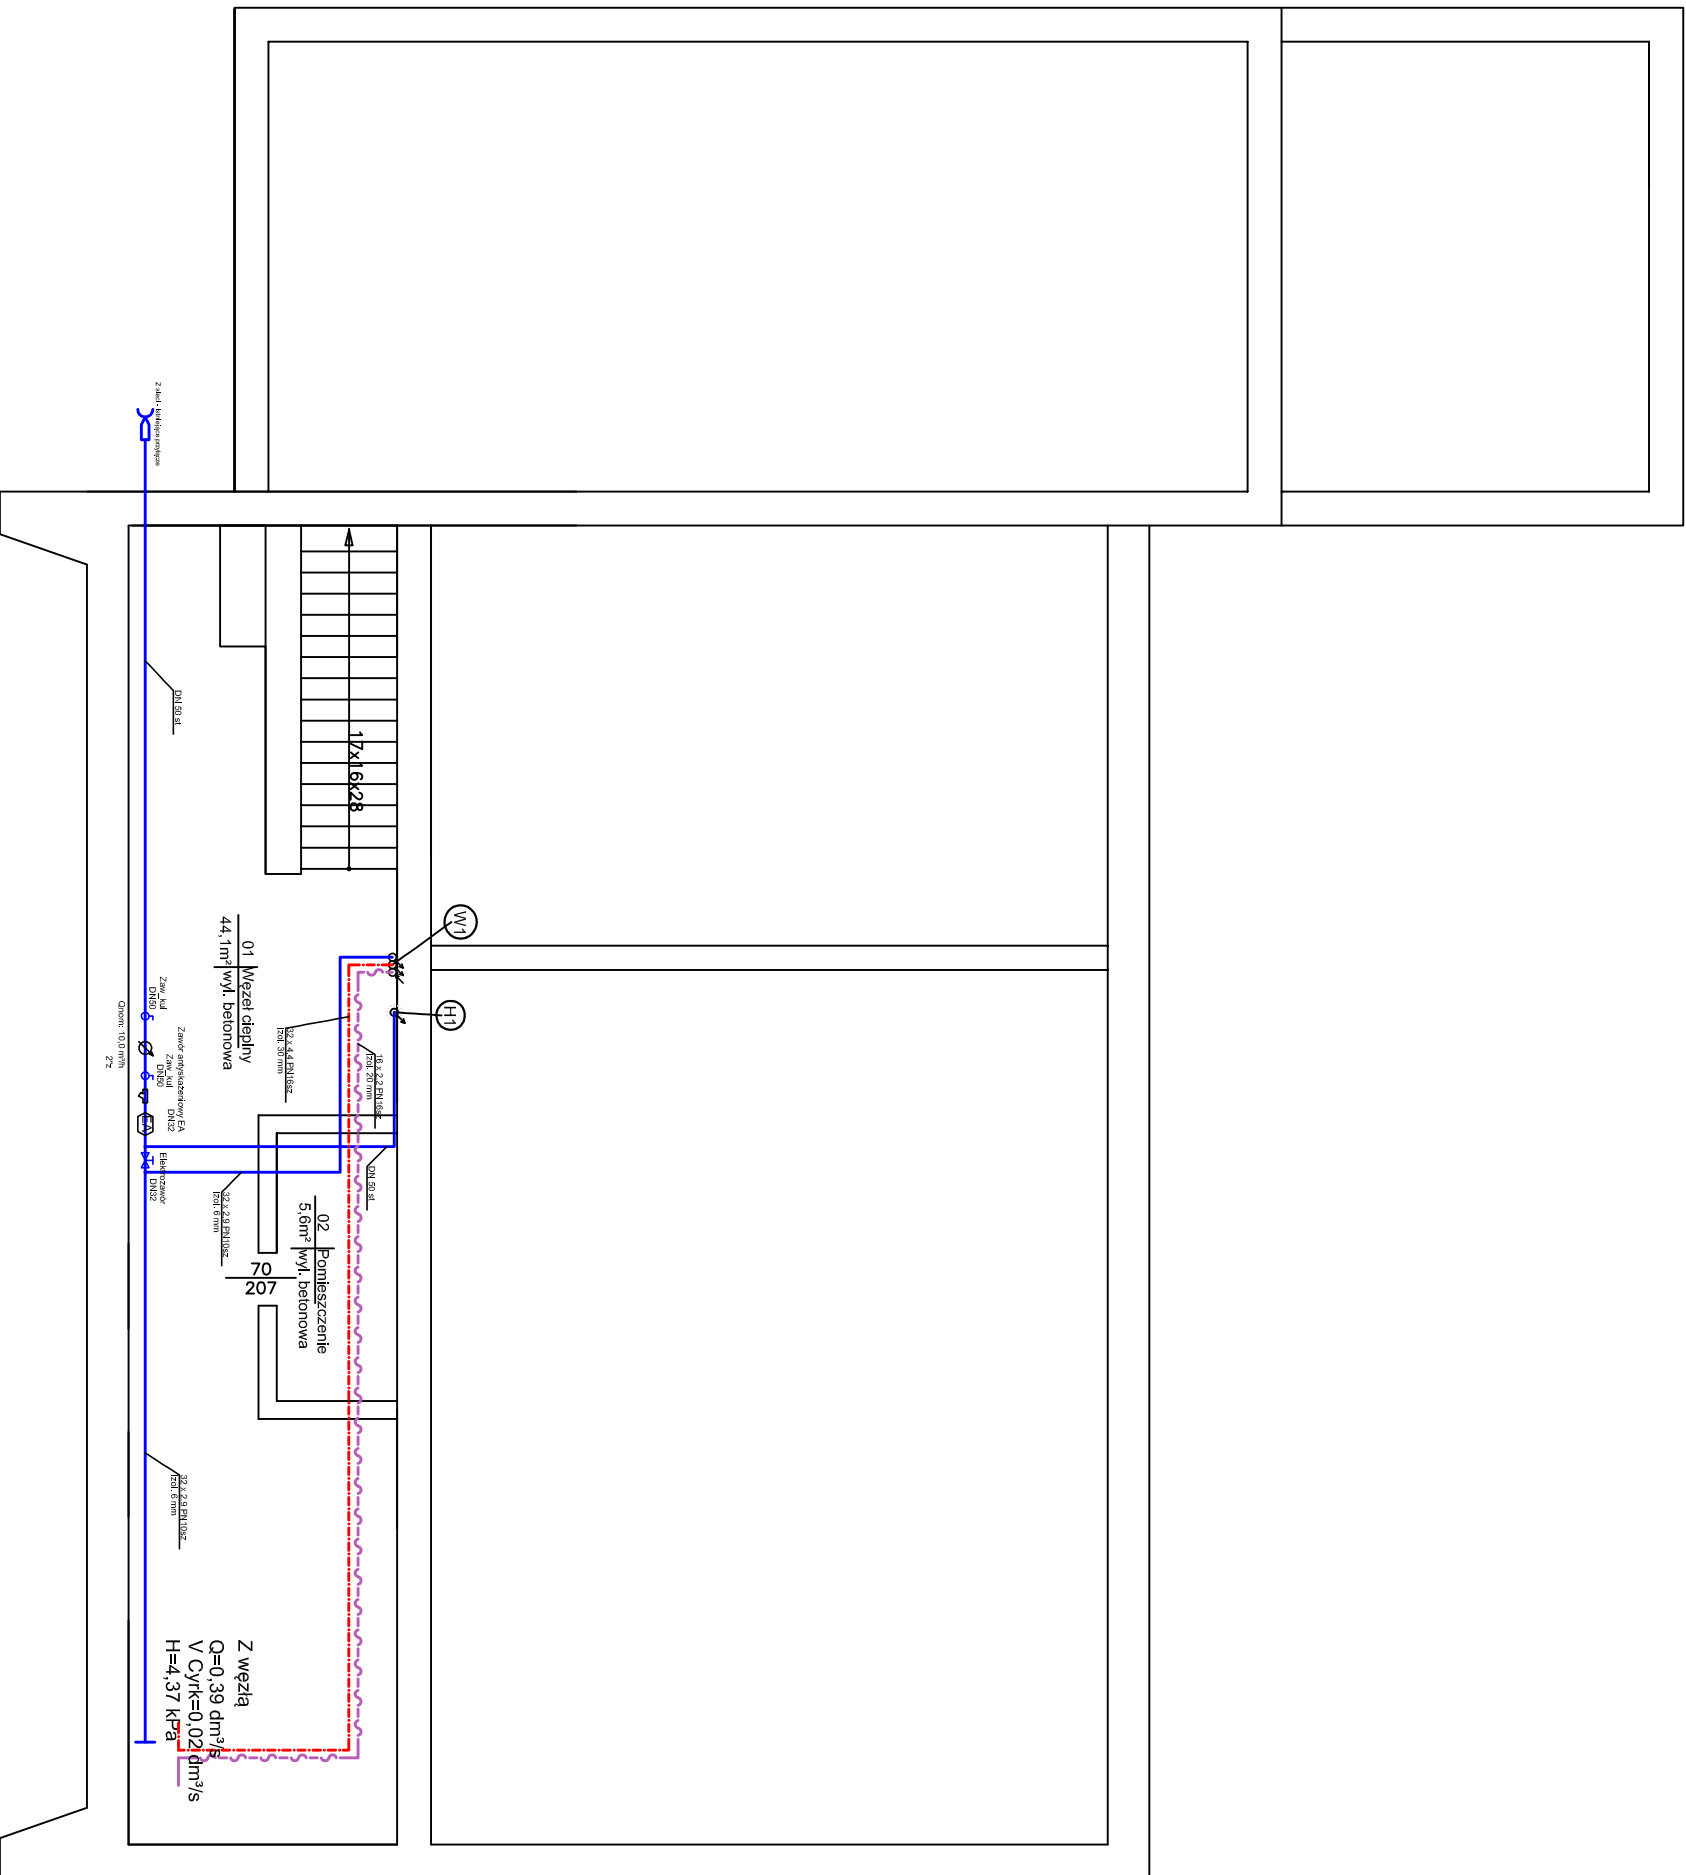 Z sieci - istniejące przyłącze
DN 50 st
17x16x28
W1
H1
01 Węzeł cieplny
44,1m² wyl. betonowa
32 x 4,4 PN16sz
Izol. 30 mm
16 x 2,2 PN16sz
Izol. 20 mm
DN 50 st
Zaw. kul
DN50
Zawór antyskażeniowy EA
DN32
Zaw. kul
DN50
Qnom: 10,0 m³/h
2"z
EA
Elektrozawór
DN32
32 x 2,9 PN10sz
Izol. 6 mm
02 Pomieszczenie
5,6m² wyl. betonowa
70
207
32 x 2,9 PN10sz
Izol. 6 mm
Z węzła
Q=0,39 dm³/s
V Cyrk=0,02 dm³/s
H=4,37 kPa